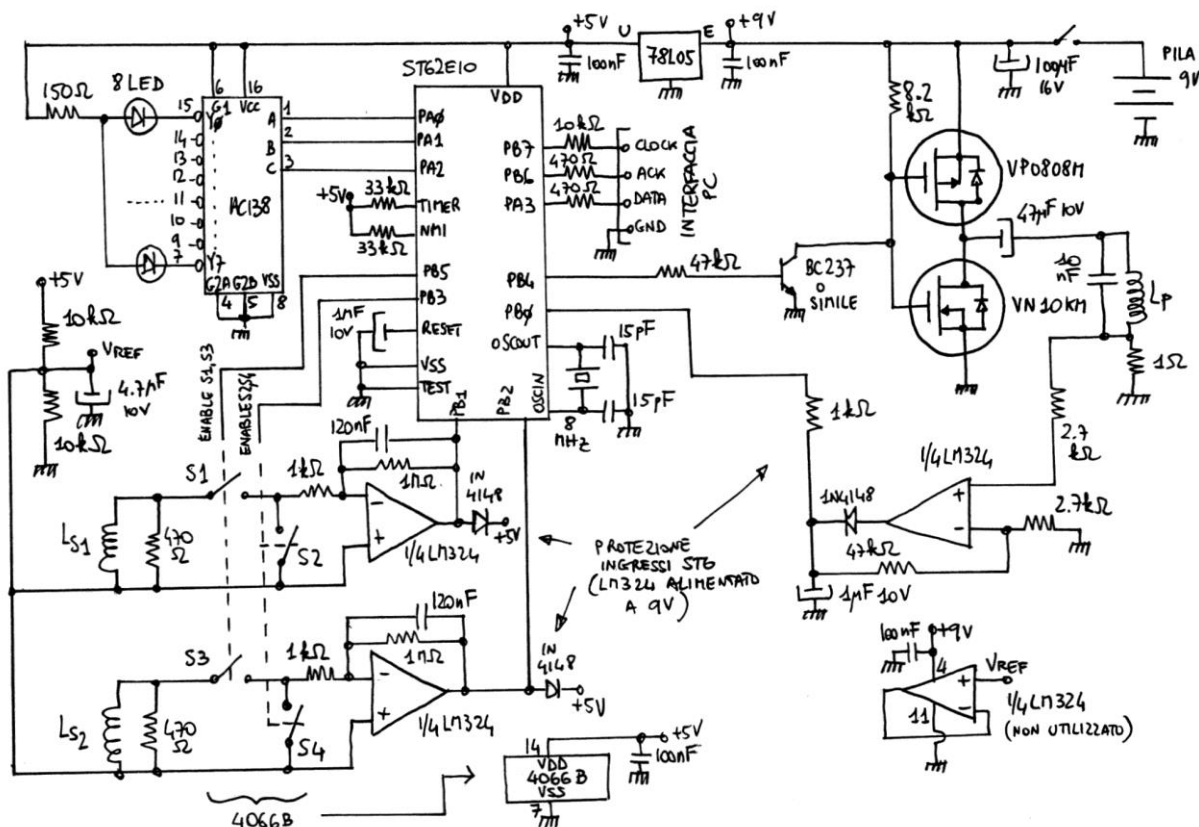 +5V
U
E
+9V
78L05
100nF
100nF
100µF
16V
PILA
9V
150Ω
8 LED
6
16
G1
VCC
15
Y0
14
13
12
11
10
9
7
Y7
A
1
B
2
C
3
HC138
G2A
G2B
VSS
4
5
8
ST62E10
VDD
PA0
PA1
PA2
+5V
33kΩ
TIMER
NMI
33kΩ
PB5
PB3
1µF
10V
RESET
VSS
TEST
PB1
PB2
OSCIN
OSCOUT
PB7
PB6
PA3
PB4
PB0
10kΩ
470Ω
470Ω
CLOCK
ACK
DATA
GND
INTERFACCIA
PC
47kΩ
BC237
O
SIMILE
8.2
kΩ
VP0808M
47µF 10V
VN10KM
10
nF
LP
1Ω
15pF
15pF
8
MHz
+5V
10kΩ
VREF
4.7µF
10V
10kΩ
ENABLE S1,S3
ENABLE S2,S4
120nF
1kΩ
1MΩ
S1
S2
LS1
470
Ω
-
+
1/4 LM324
1N
4148
+5V
PROTEZIONE
INGRESSI ST6
(LM324 ALIMENTATO
A 9V)
1kΩ
1N4148
1/4 LM324
+
-
2.7
kΩ
2.7kΩ
47kΩ
1µF 10V
120nF
1kΩ
1MΩ
S3
S4
LS2
470
Ω
-
+
1/4 LM324
1N
4148
+5V
100nF
+9V
4
+
-
11
VREF
1/4 LM324
(NON UTILIZZATO)
4066B
14
VDD
4066B
VSS
7
+5V
100nF